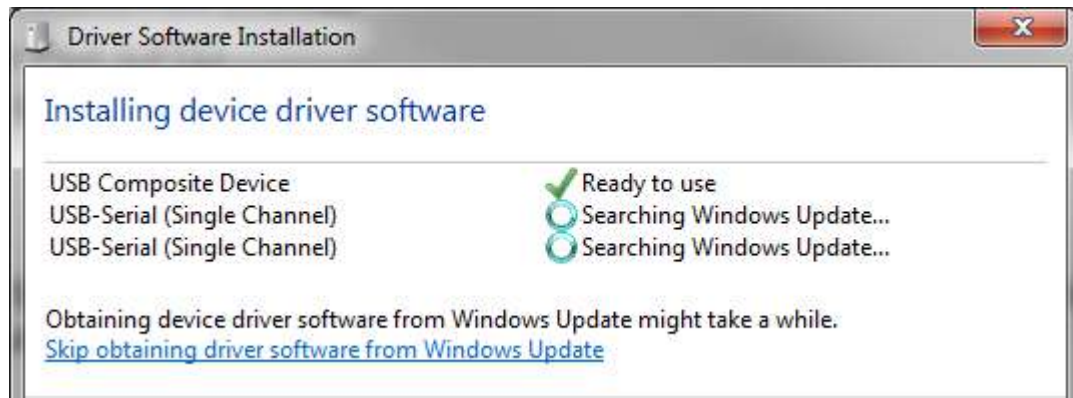 Driver Software Installation
Installing device driver software
USB Composite Device Ready to use
USB-Serial (Single Channel) Searching Windows Update...
USB-Serial (Single Channel) Searching Windows Update...
Obtaining device driver software from Windows Update might take a while.
Skip obtaining driver software from Windows Update